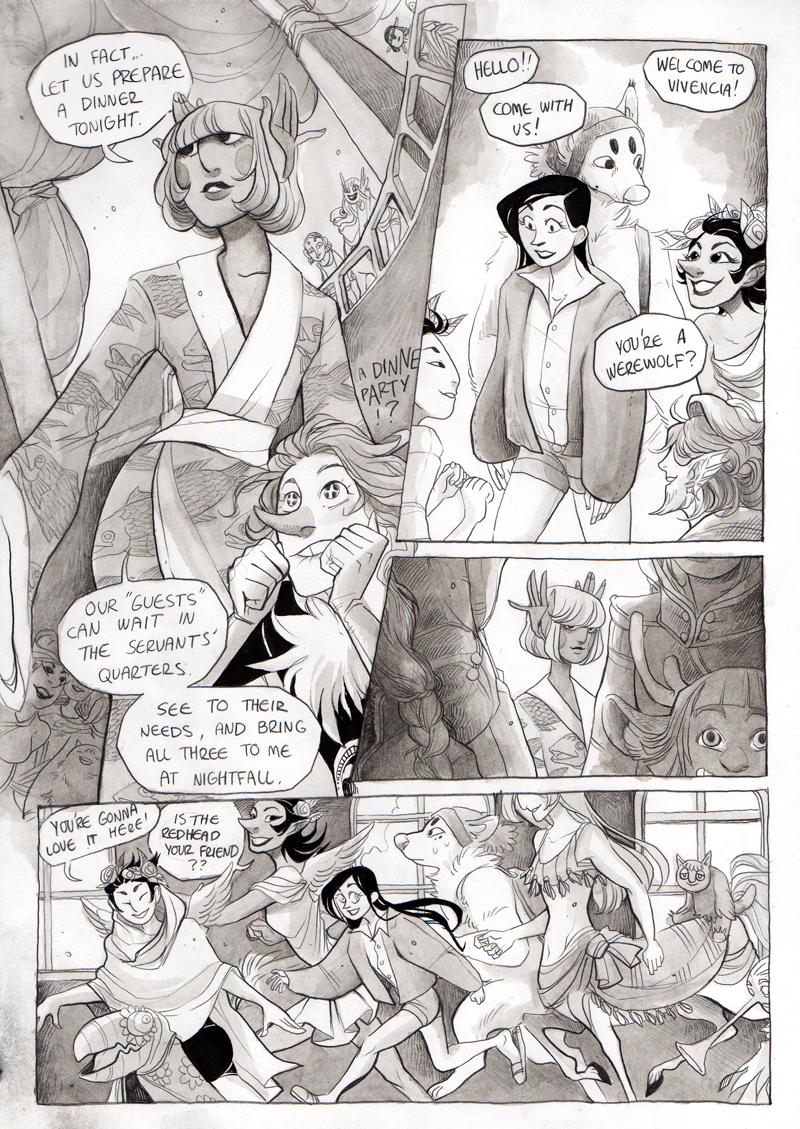 IN FACT,..
LET US PREPARE
A DINNER
TONIGHT.
A DINNE
PARTY
!?
OUR "GUESTS"
CAN WAIT IN
THE SERVANTS'
QUARTERS.
SEE TO THEIR
NEEDS, AND BRING
ALL THREE TO ME
AT NIGHTFALL.
HELLO!!
COME WITH
US!
WELCOME TO
VIVENCIA!
YOU'RE A
WEREWOLF?
YOU'RE GONNA
LOVE IT HERE!
IS THE
REDHEAD
YOUR FRIEND
??